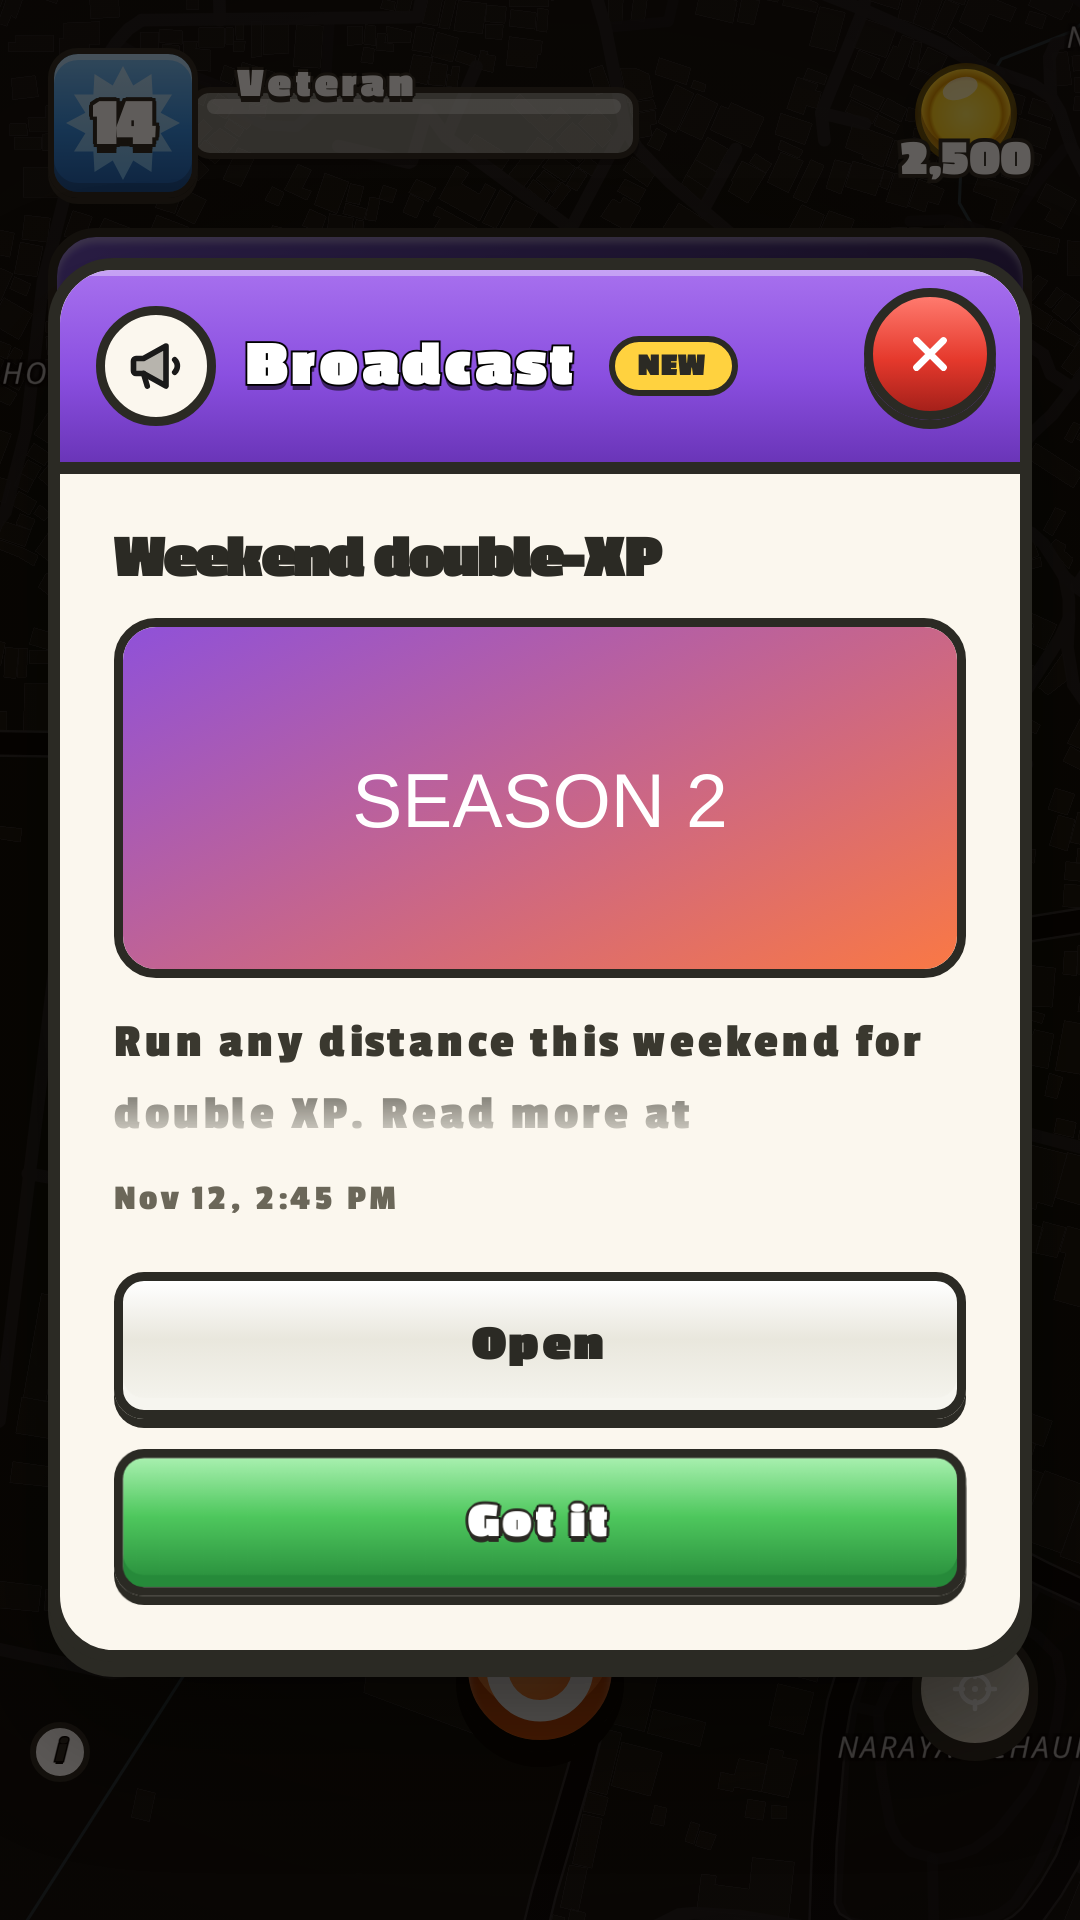 14
Veteran
2,500
Broadcast
NEW
Weekend double-XP
SEASON 2
Run any distance this weekend for
double XP. Read more at
Nov 12, 2:45 PM
Open
Got it
i